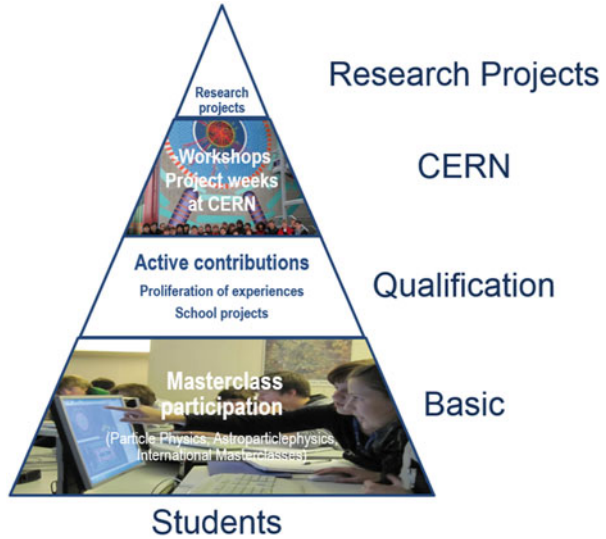 Research
projects
Research Projects
Workshops
Project weeks
at CERN
CERN
Active contributions
Proliferation of experiences
School projects
Qualification
Masterclass
participation
(Particle Physics, Astroparticlephysics,
International Masterclasses)
Basic
Students